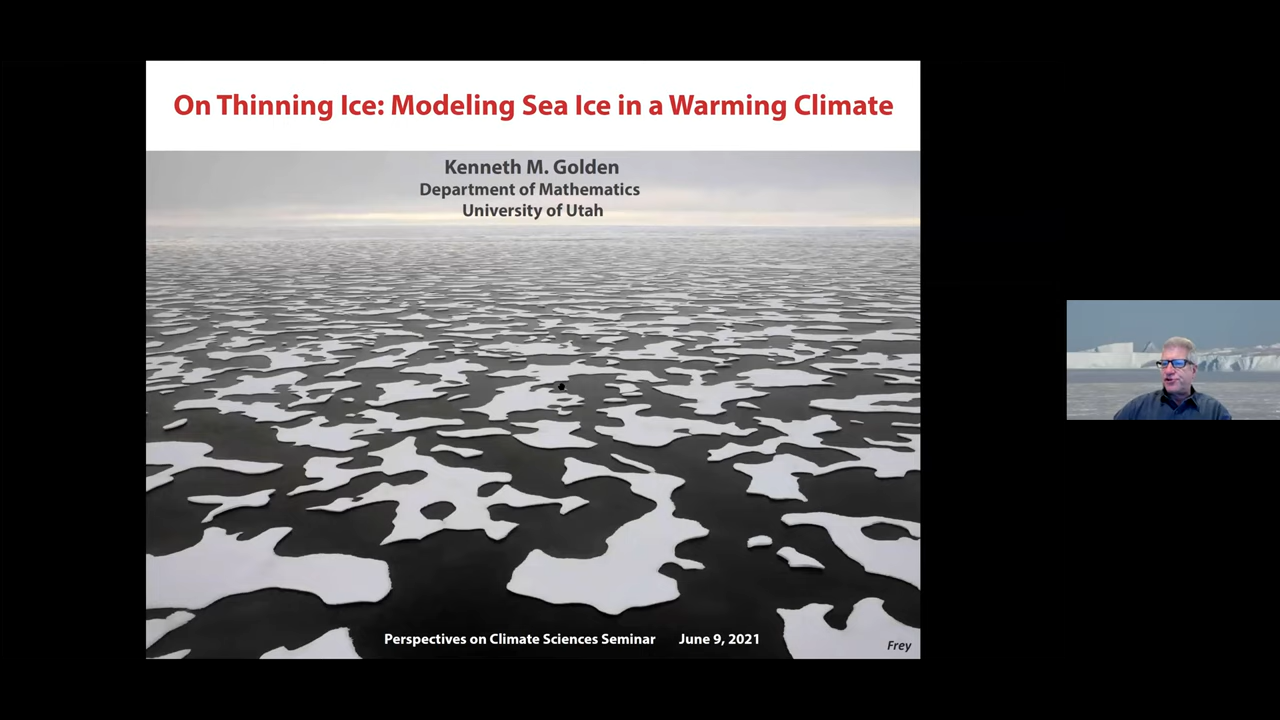 On Thinning Ice: Modeling Sea Ice in a Warming Climate
Kenneth M. Golden
Department of Mathematics
University of Utah
Perspectives on Climate Sciences Seminar June 9, 2021
Frey